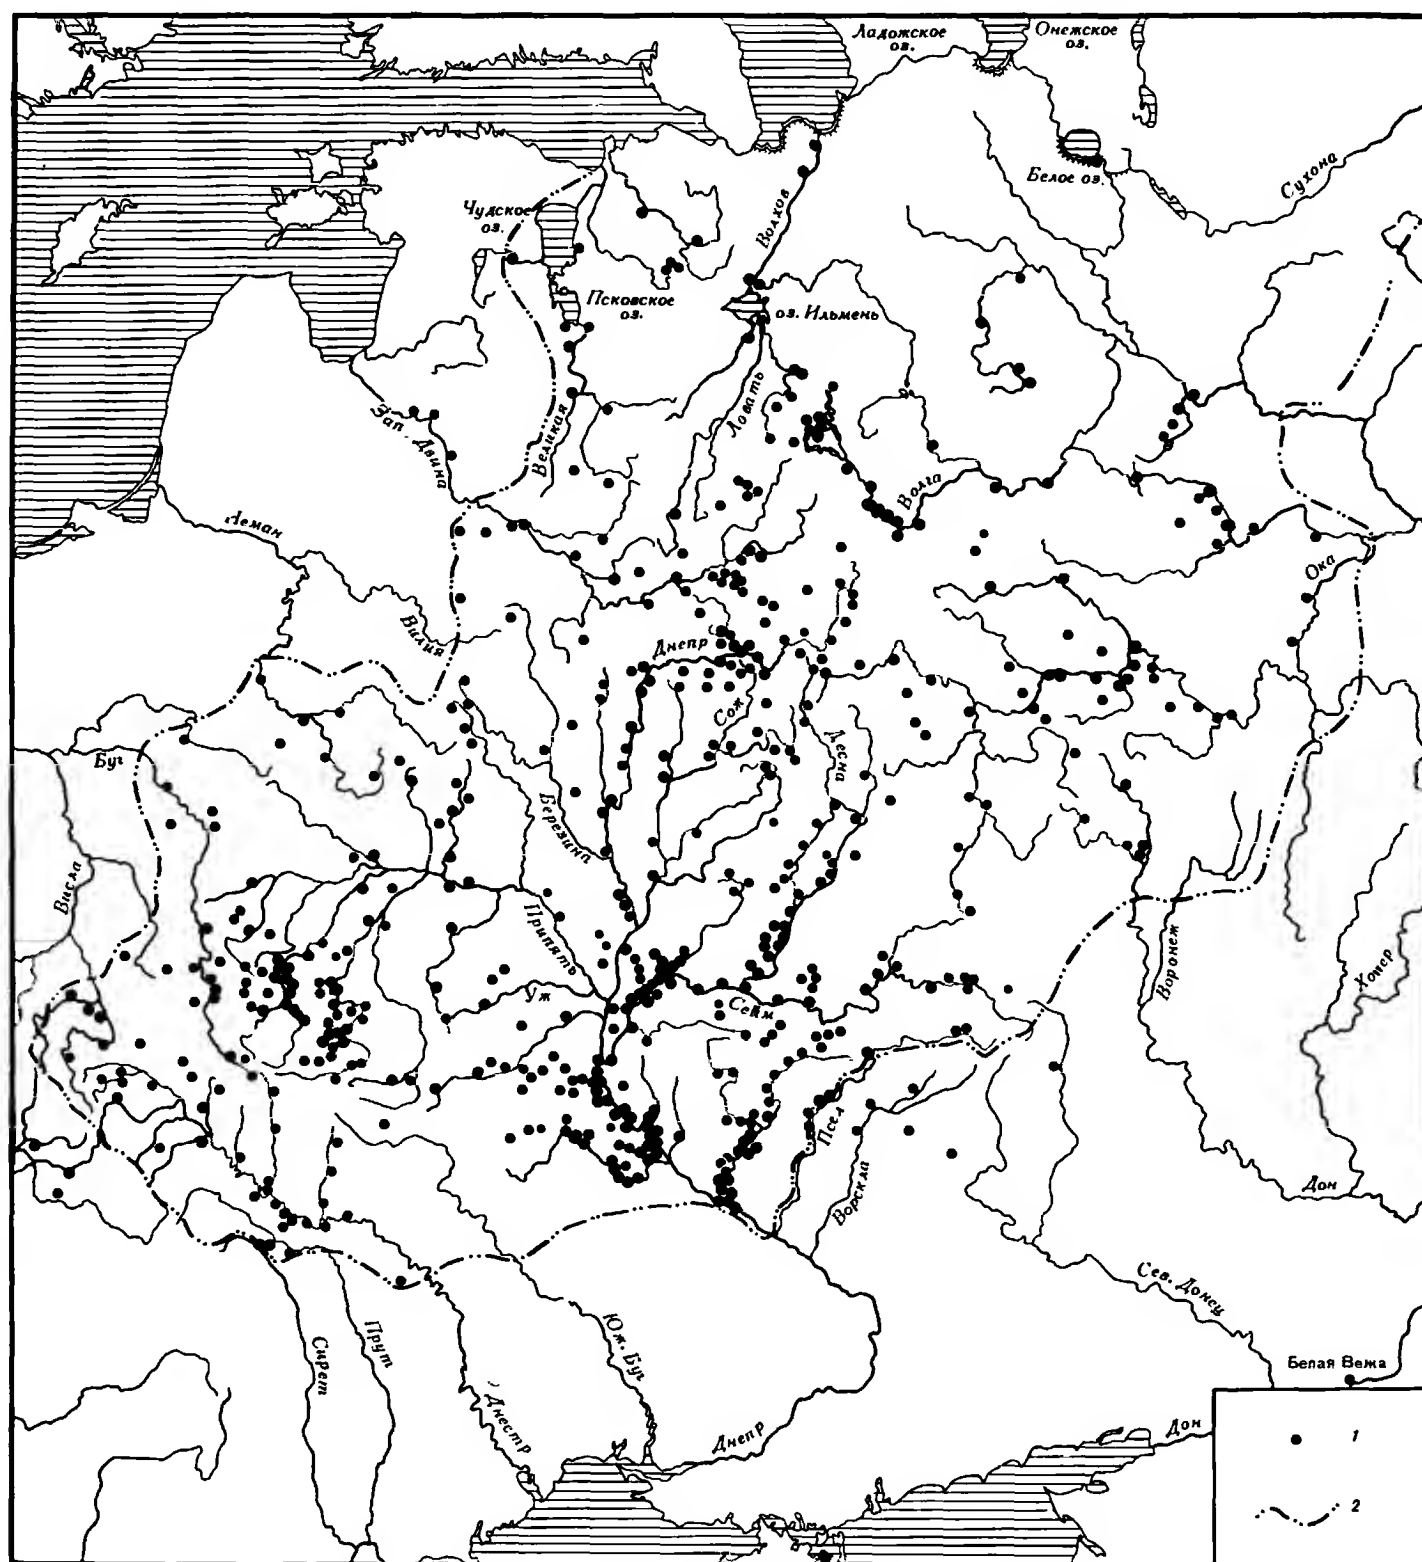 Ладожское
оз.
Онежское
оз.
Белое оз.
Сухона
Чудское
оз.
Волхов
Псковское
оз.
оз. Ильмень
Ловать
Зап. Двина
Великая
Волга
Неман
Ока
Вилия
Днепр
Сож
Десна
Буг
Березина
Висла
Припять
Уж
Сейм
Воронеж
Хопер
Псел
Ворскла
Дон
Сев. Донец
Юж. Буг
Прут
Сирет
Белая Вежа
Днестр
Днепр
Дон
1
2